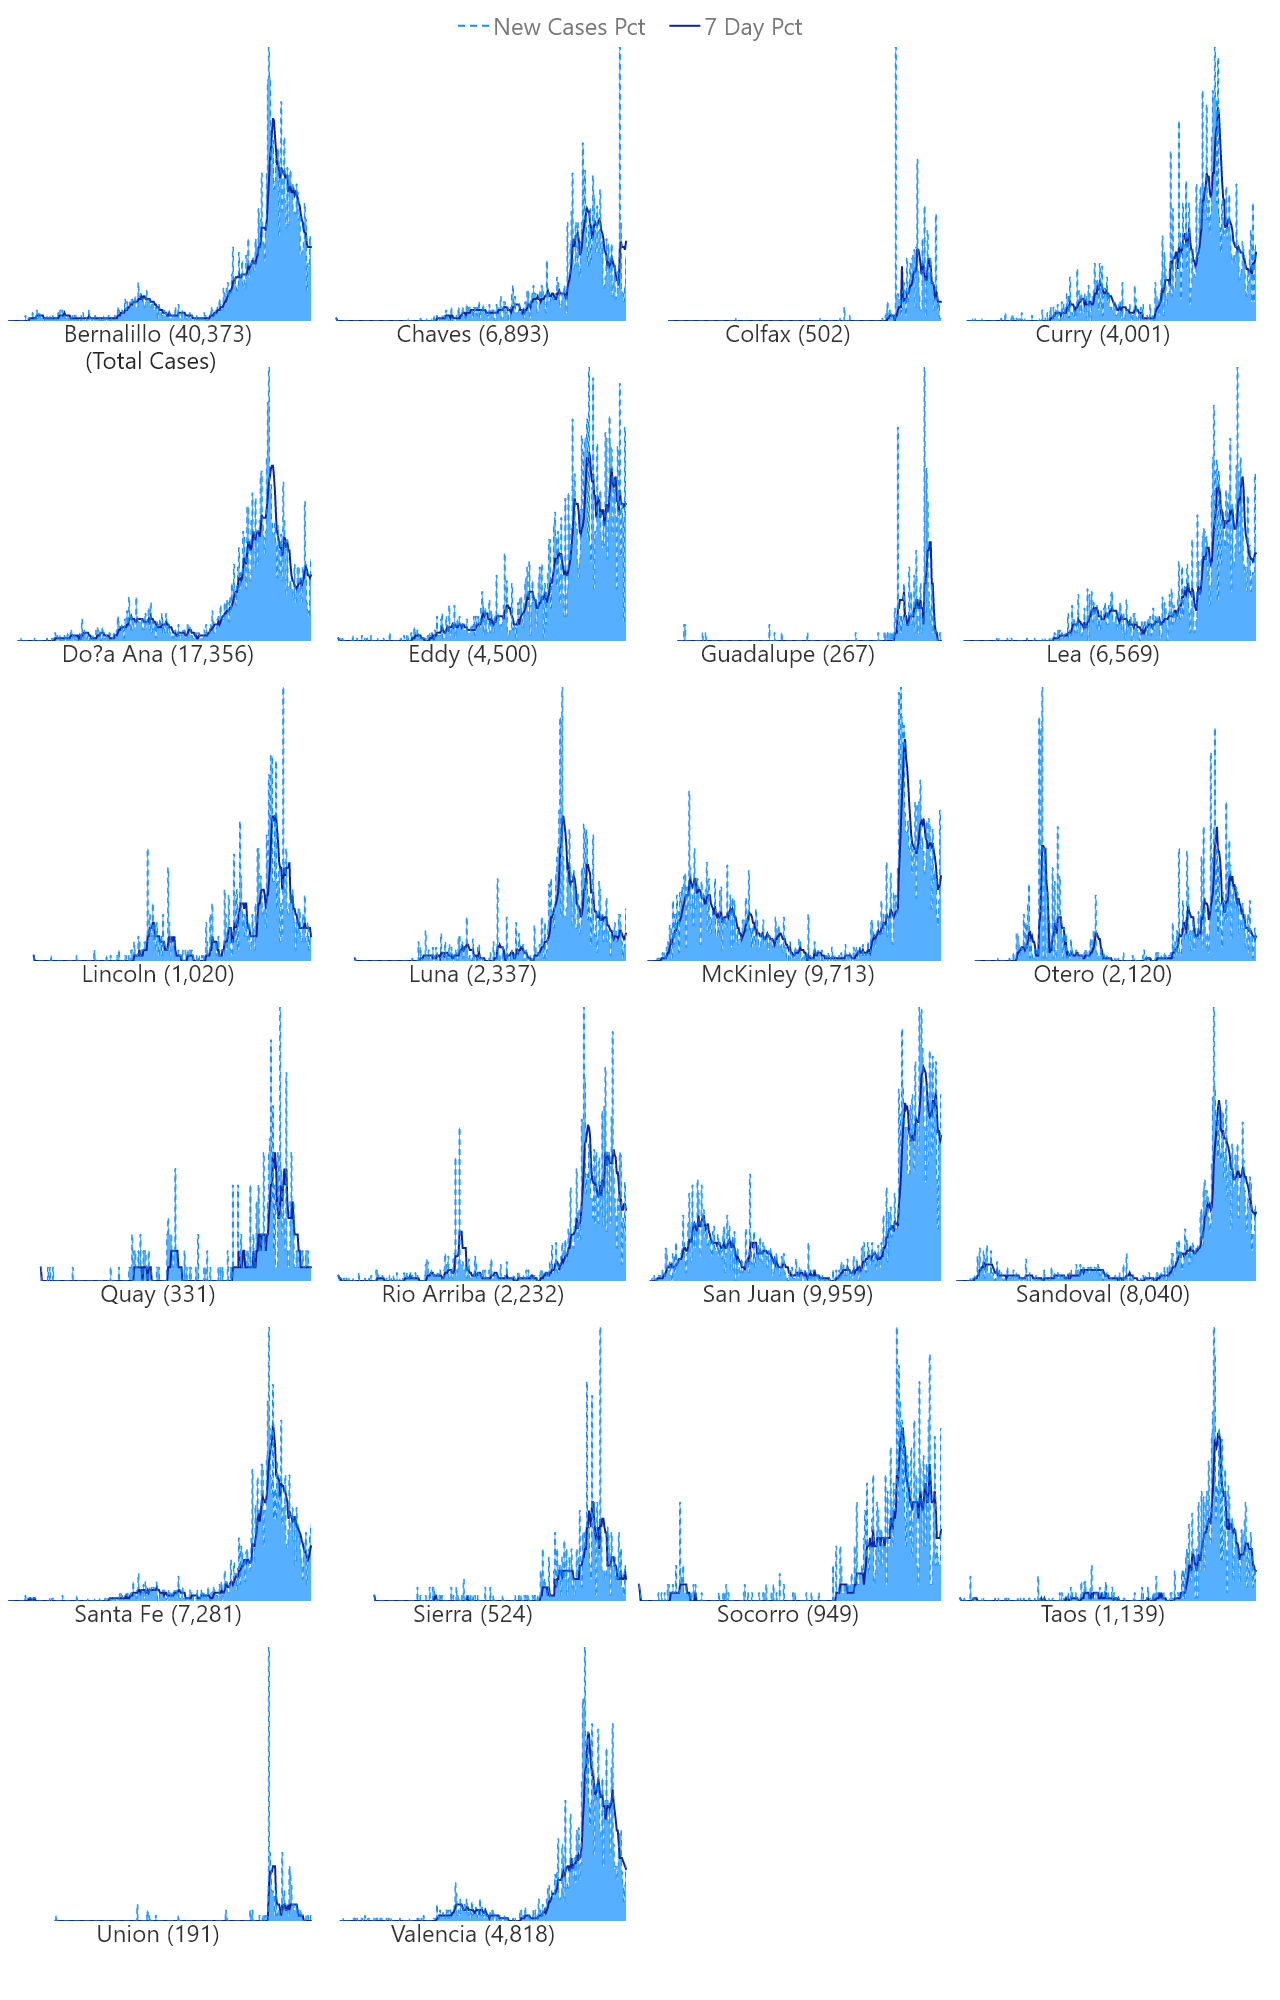 New Cases Pct 7 Day Pct
Bernalillo (40,373) Chaves (6,893) Colfax (502) Curry (4,001)
(Total Cases)
Do?a Ana (17,356) Eddy (4,500) Guadalupe (267) Lea (6,569)
Lincoln (1,020) Luna (2,337) McKinley (9,713) Otero (2,120)
Quay (331) Rio Arriba (2,232) San Juan (9,959) Sandoval (8,040)
Santa Fe (7,281) Sierra (524) Socorro (949) Taos (1,139)
Union (191) Valencia (4,818)